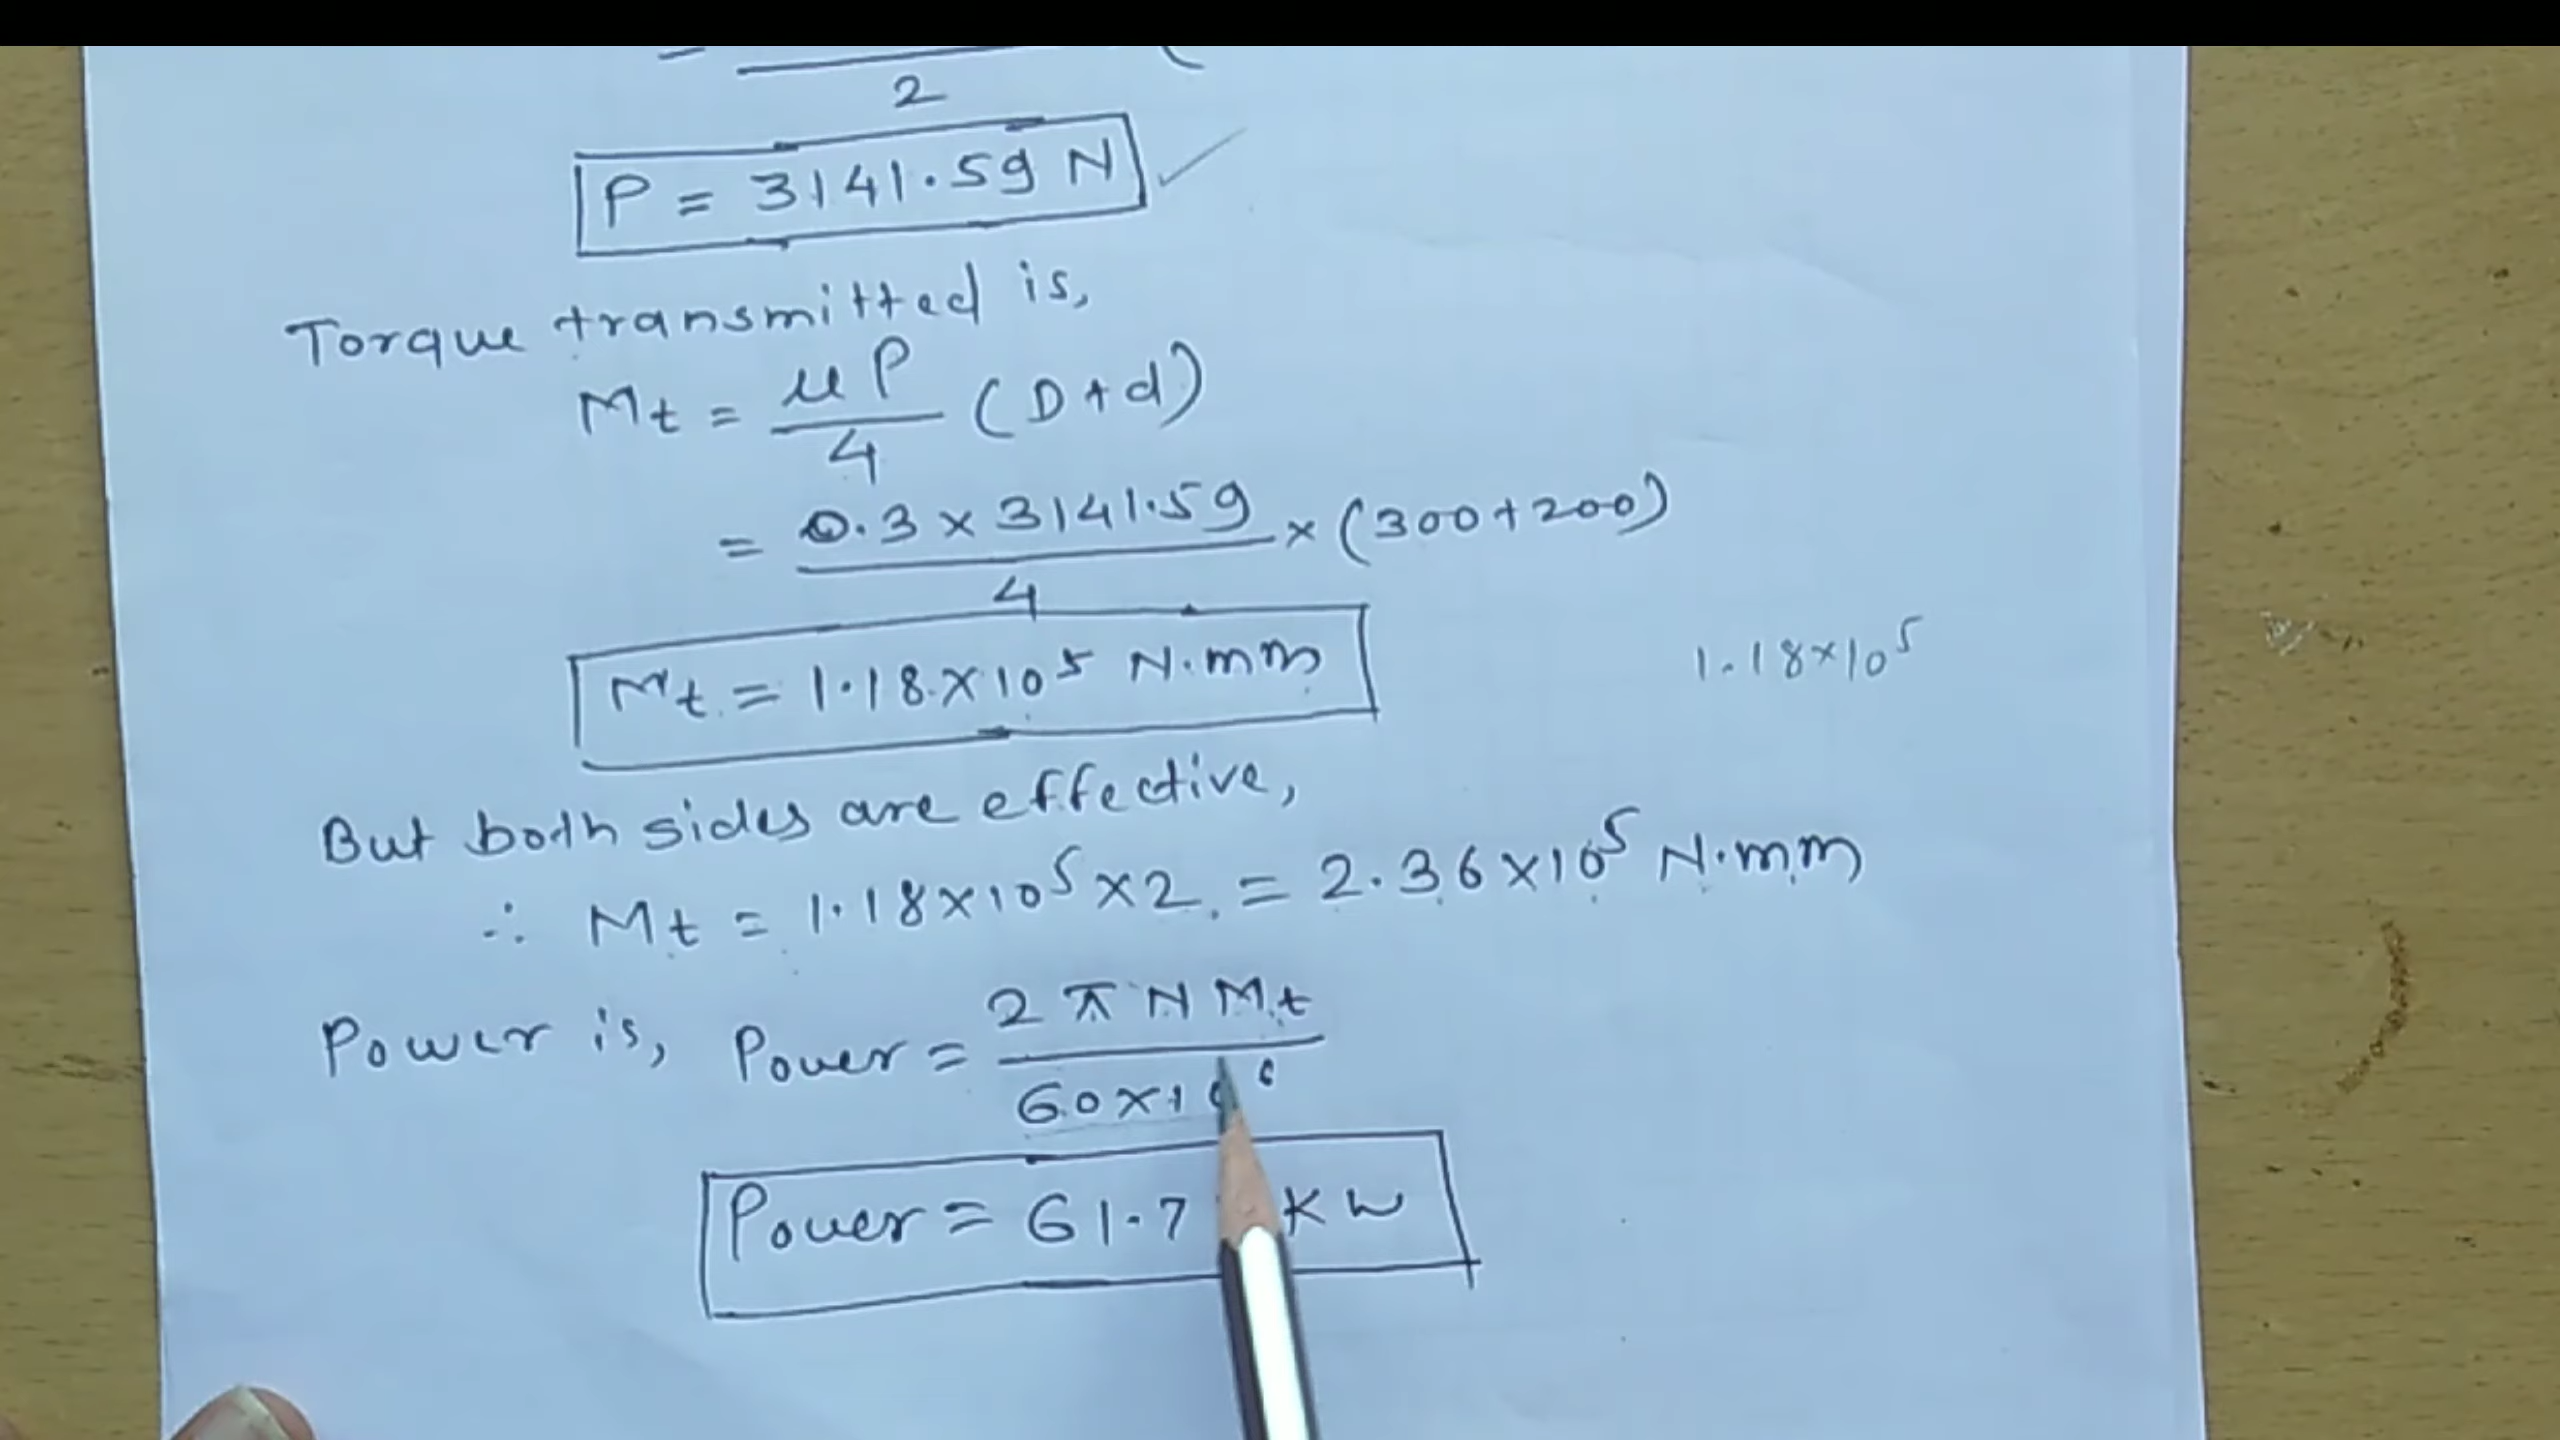 2
P = 3141.59 N
Torque transmitted is,
Mt = μP/4 (D+d)
= 0.3 × 3141.59/4 × (300+200)
Mt = 1.18×10⁵ N·mm
1.18×10⁵
But both sides are effective,
∴ Mt = 1.18×10⁵×2 = 2.36×10⁵ N·mm
Power is, Power = 2πNMt/60×10⁶
Power = 61.7 KW